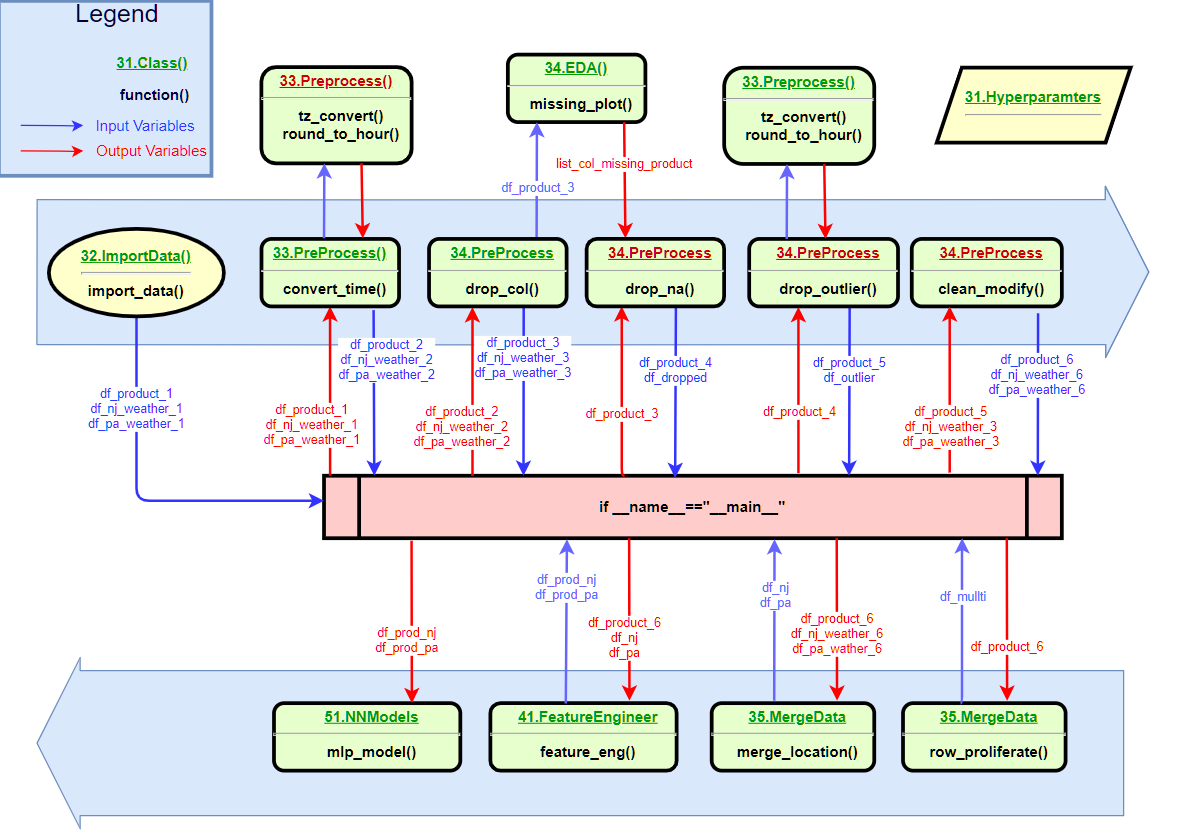 Legend
31.Class()
function()
Input Variables
Output Variables
33.Preprocess()
tz_convert()
round_to_hour()
34.EDA()
missing_plot()
33.Preprocess()
tz_convert()
round_to_hour()
31.Hyperparamters
df_product_3
list_col_missing_product
32.ImportData()
import_data()
33.PreProcess()
convert_time()
34.PreProcess
drop_col()
34.PreProcess
drop_na()
34.PreProcess
drop_outlier()
34.PreProcess
clean_modify()
df_product_1
df_nj_weather_1
df_pa_weather_1
df_product_1
df_nj_weather_1
df_pa_weather_1
df_product_2
df_nj_weather_2
df_pa_weather_2
df_product_2
df_nj_weather_2
df_pa_weather_2
df_product_3
df_nj_weather_3
df_pa_weather_3
df_product_3
df_product_4
df_dropped
df_product_4
df_product_5
df_outlier
df_product_5
df_nj_weather_3
df_pa_weather_3
df_product_6
df_nj_weather_6
df_pa_weather_6
if __name__=="__main__"
df_prod_nj
df_prod_pa
df_prod_nj
df_prod_pa
df_product_6
df_nj
df_pa
df_nj
df_pa
df_product_6
df_nj_weather_6
df_pa_wather_6
df_mullti
df_product_6
51.NNModels
mlp_model()
41.FeatureEngineer
feature_eng()
35.MergeData
merge_location()
35.MergeData
row_proliferate()